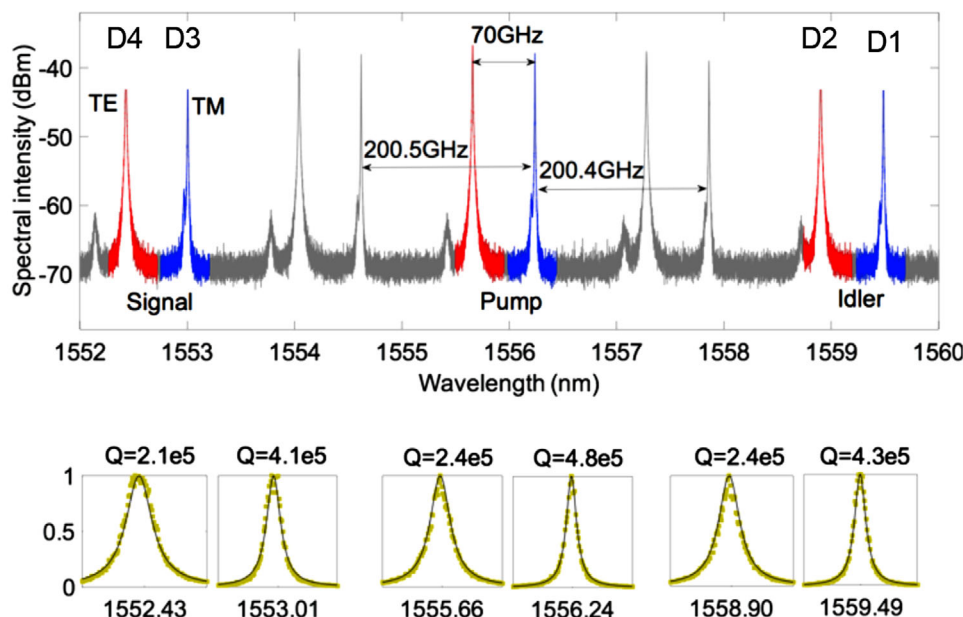 D4 D3 D2 D1
70GHz
-40
TE TM
-50
200.5GHz
200.4GHz
-60
-70
Signal Pump Idler
Spectral intensity (dBm)
1552 1553 1554 1555 1556 1557 1558 1559 1560
Wavelength (nm)
Q=2.1e5 Q=4.1e5 Q=2.4e5 Q=4.8e5 Q=2.4e5 Q=4.3e5
1
0.5
0
1552.43 1553.01 1555.66 1556.24 1558.90 1559.49